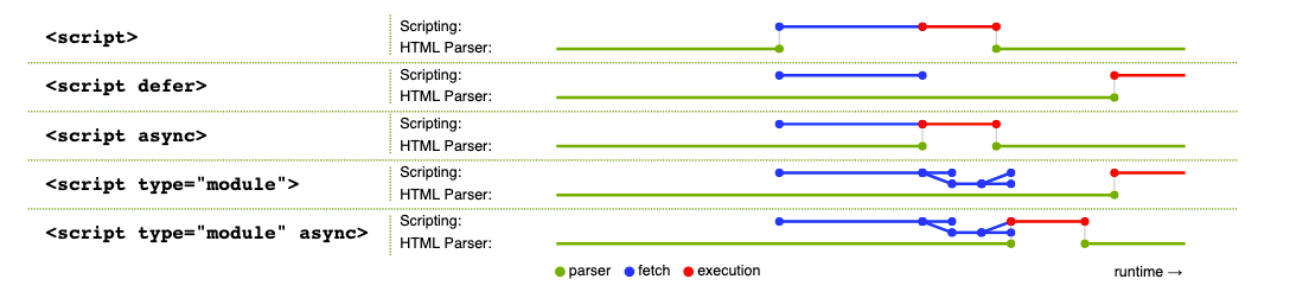 <script>
Scripting:
HTML Parser:
<script defer>
Scripting:
HTML Parser:
<script async>
Scripting:
HTML Parser:
<script type="module">
Scripting:
HTML Parser:
<script type="module" async>
Scripting:
HTML Parser:
parser fetch execution runtime →